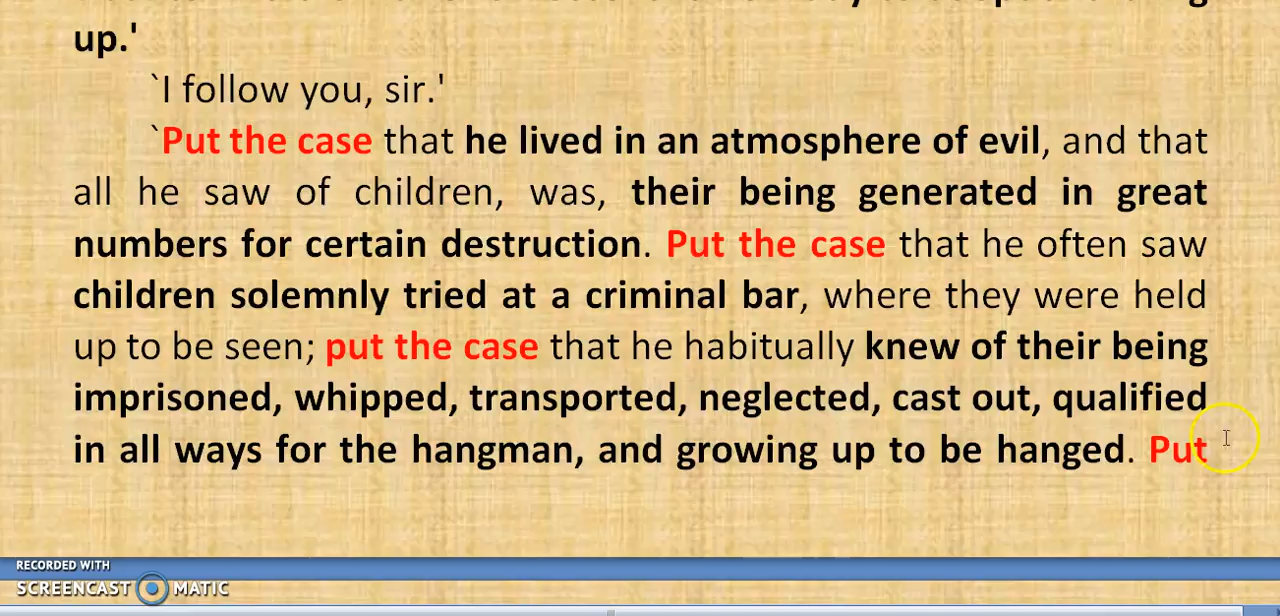 up.'
`I follow you, sir.'
`Put the case that he lived in an atmosphere of evil, and that
all he saw of children, was, their being generated in great
numbers for certain destruction. Put the case that he often saw
children solemnly tried at a criminal bar, where they were held
up to be seen; put the case that he habitually knew of their being
imprisoned, whipped, transported, neglected, cast out, qualified
in all ways for the hangman, and growing up to be hanged. Put
RECORDED WITH
SCREENCAST MATIC